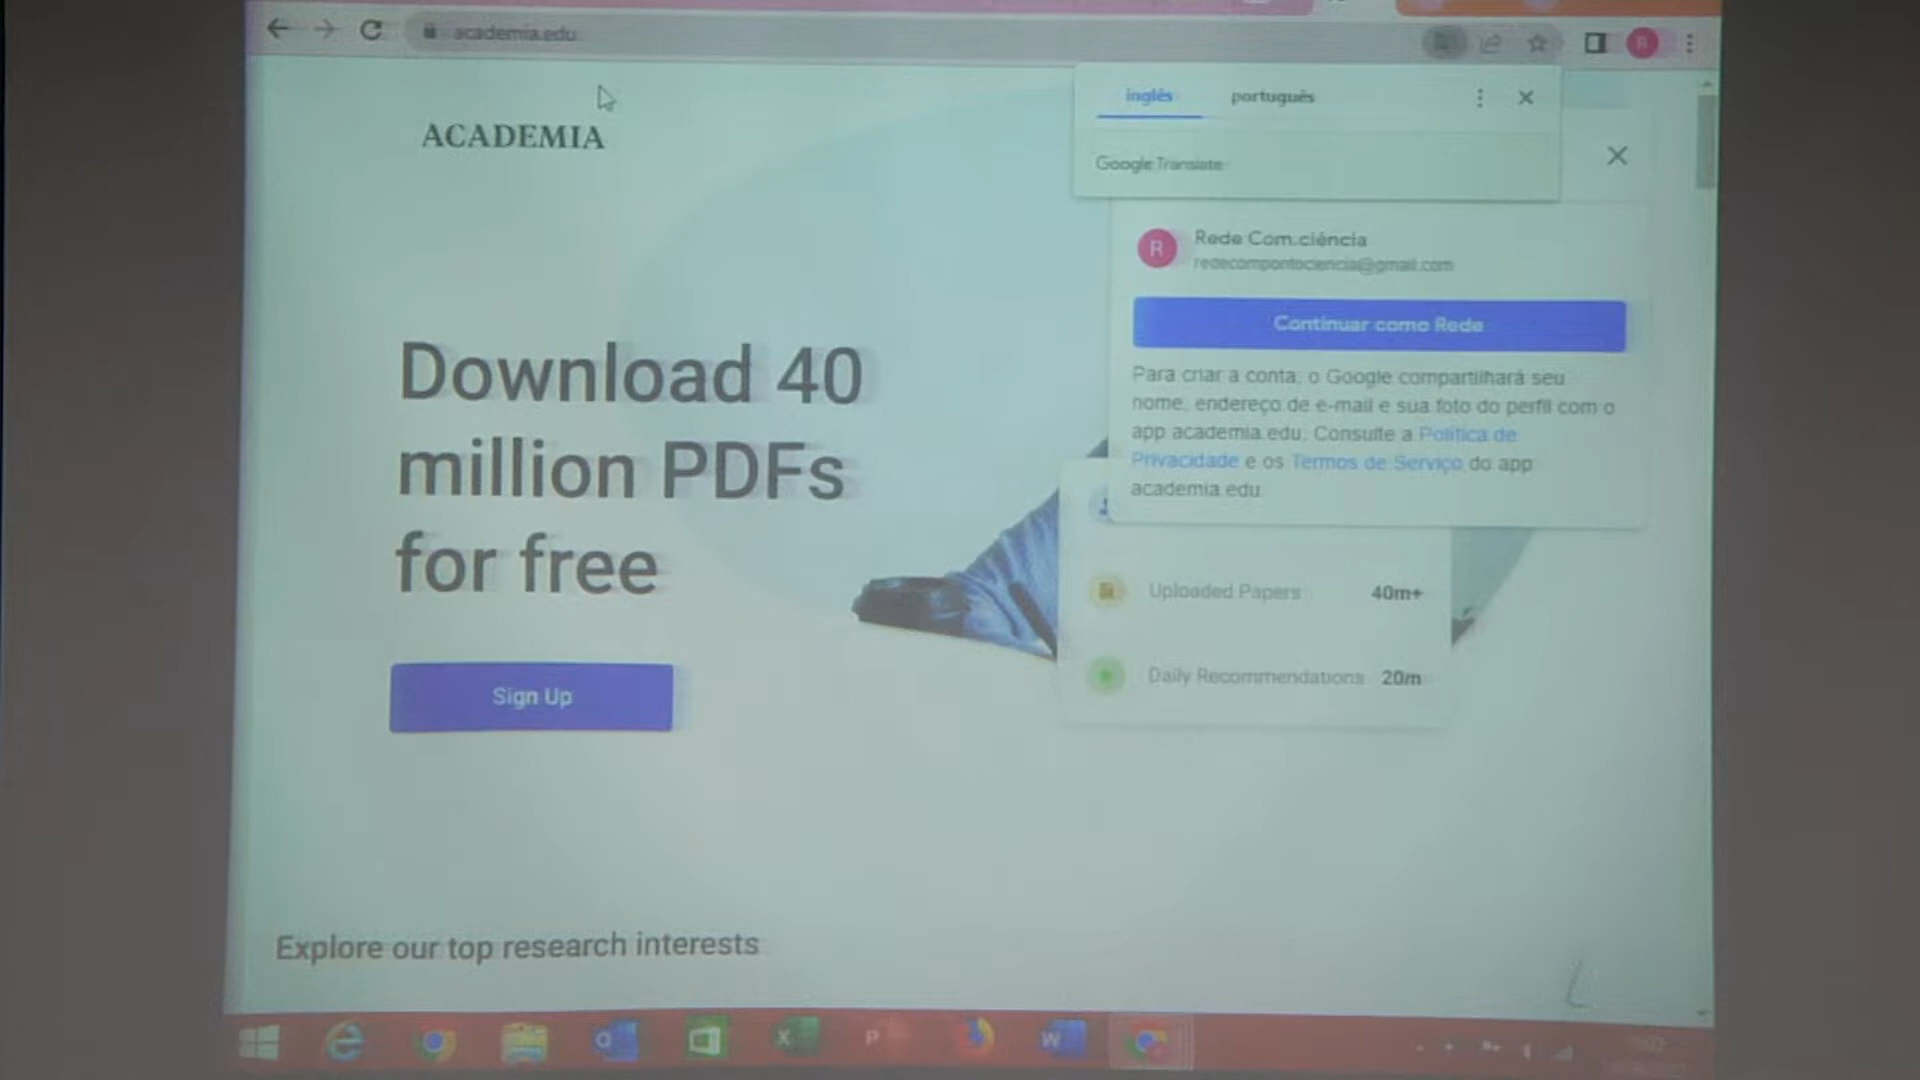 academia.edu
inglês português
Google Translate
ACADEMIA
Rede Com.ciência
redecompontociencia@gmail.com
Continuar como Rede
Para criar a conta, o Google compartilhará seu
nome, endereço de e-mail e sua foto do perfil com o
app academia.edu. Consulte a Política de
Privacidade e os Termos de Serviço do app
academia.edu.
Download 40
million PDFs
for free
Uploaded Papers 40m+
Daily Recommendations 20m
Sign Up
Explore our top research interests